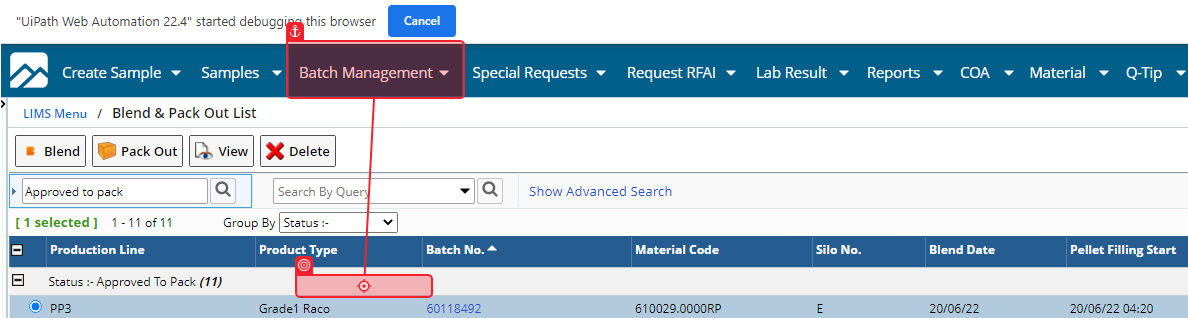 "UiPath Web Automation 22.4" started debugging this browser Cancel
Create Sample Samples Batch Management Special Requests Request RFAI Lab Result Reports COA Material Q-Tip
LIMS Menu / Blend & Pack Out List
Blend Pack Out View Delete
Approved to pack Search By Query Show Advanced Search
[ 1 selected ] 1 - 11 of 11 Group By Status :-
Production Line Product Type Batch No. Material Code Silo No. Blend Date Pellet Filling Start
Status :- Approved To Pack (11)
PP3 Grade1 Raco 60118492 610029.0000RP E 20/06/22 20/06/22 04:20